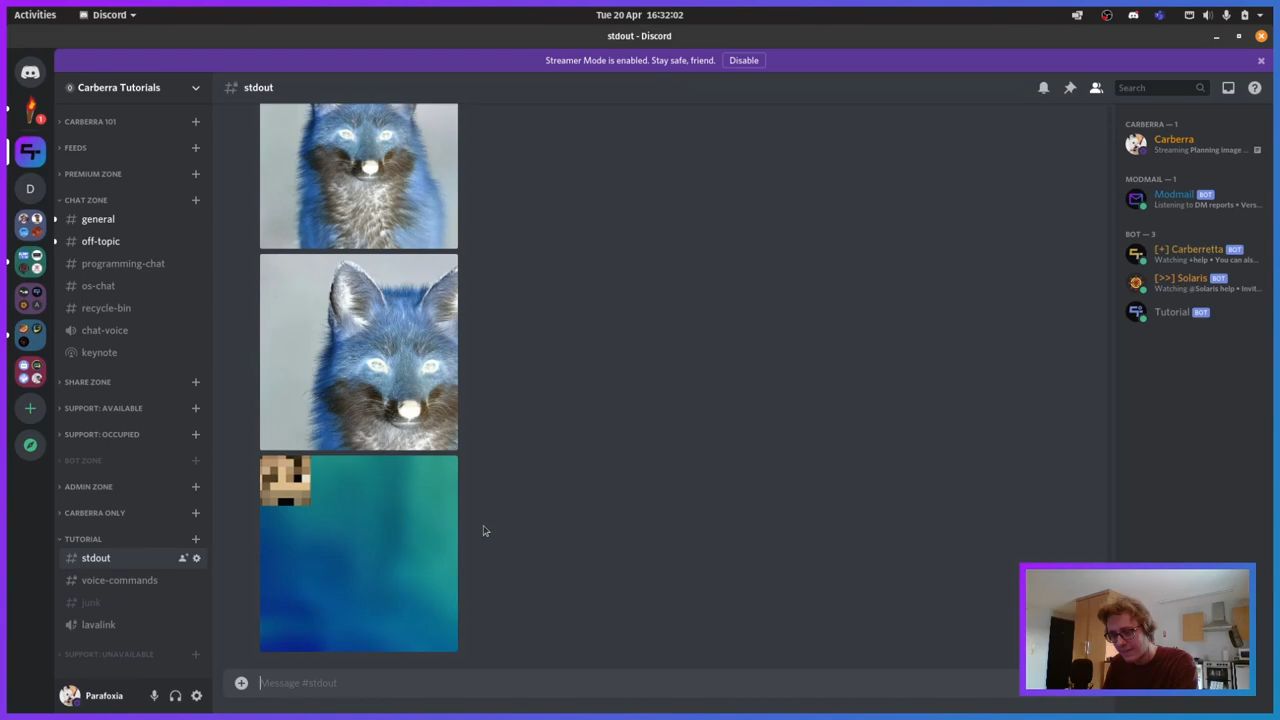 Activities
Discord
Tue 20 Apr 16:32:02
stdout - Discord
Streamer Mode is enabled. Stay safe, friend.
Disable
Carberra Tutorials
stdout
Search
1
CARBERRA 101
FEEDS
PREMIUM ZONE
CHAT ZONE
general
off-topic
programming-chat
os-chat
recycle-bin
chat-voice
keynote
SHARE ZONE
SUPPORT: AVAILABLE
SUPPORT: OCCUPIED
BOT ZONE
ADMIN ZONE
CARBERRA ONLY
TUTORIAL
stdout
voice-commands
junk
lavalink
SUPPORT: UNAVAILABLE
Parafoxia
D
Message #stdout
CARBERRA — 1
Carberra
Streaming Planning image ...
MODMAIL — 1
Modmail BOT
Listening to DM reports • Vers...
BOT — 3
[+] Carberretta BOT
Watching +help • You can als...
[>>] Solaris BOT
Watching @Solaris help • Invit...
Tutorial BOT